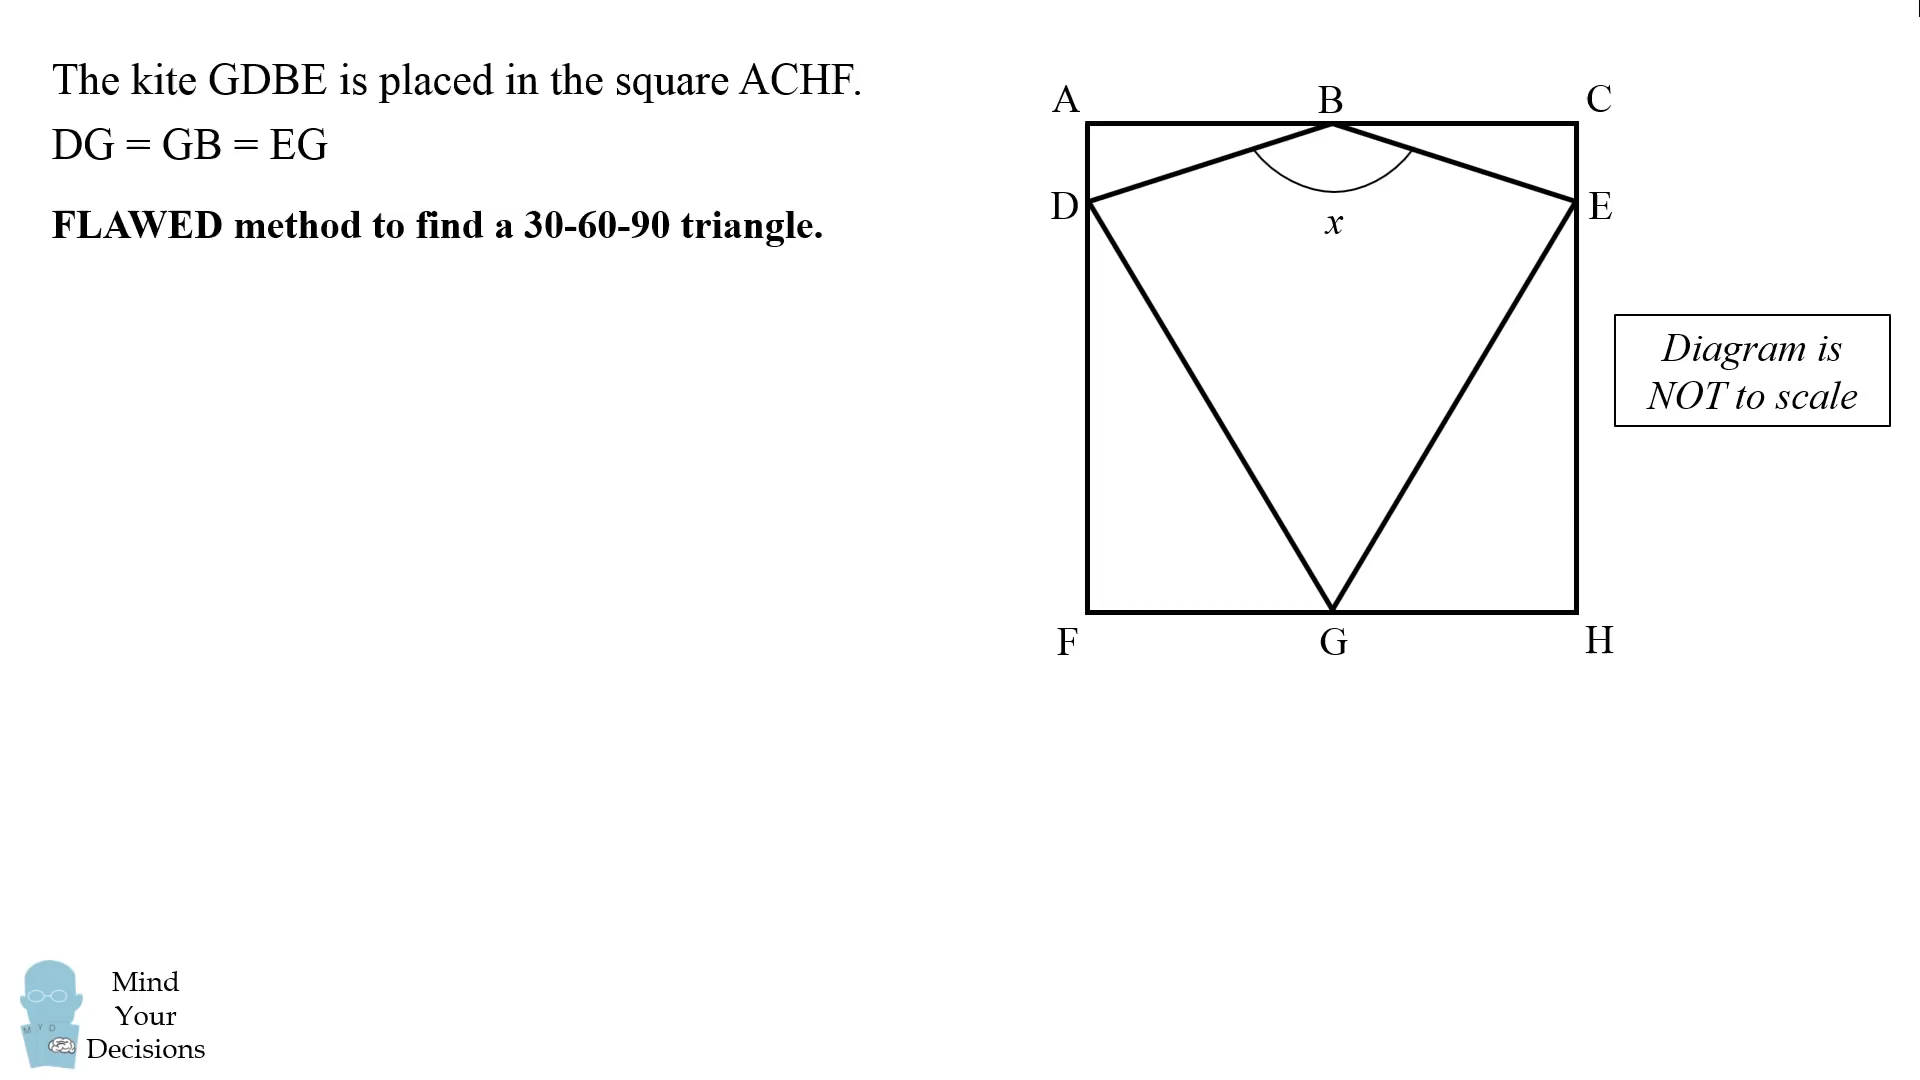 The kite GDBE is placed in the square ACHF.
DG = GB = EG
FLAWED method to find a 30-60-90 triangle.
A
B
C
D
E
x
Diagram is
NOT to scale
F
G
H
M Y D
Mind
Your
Decisions